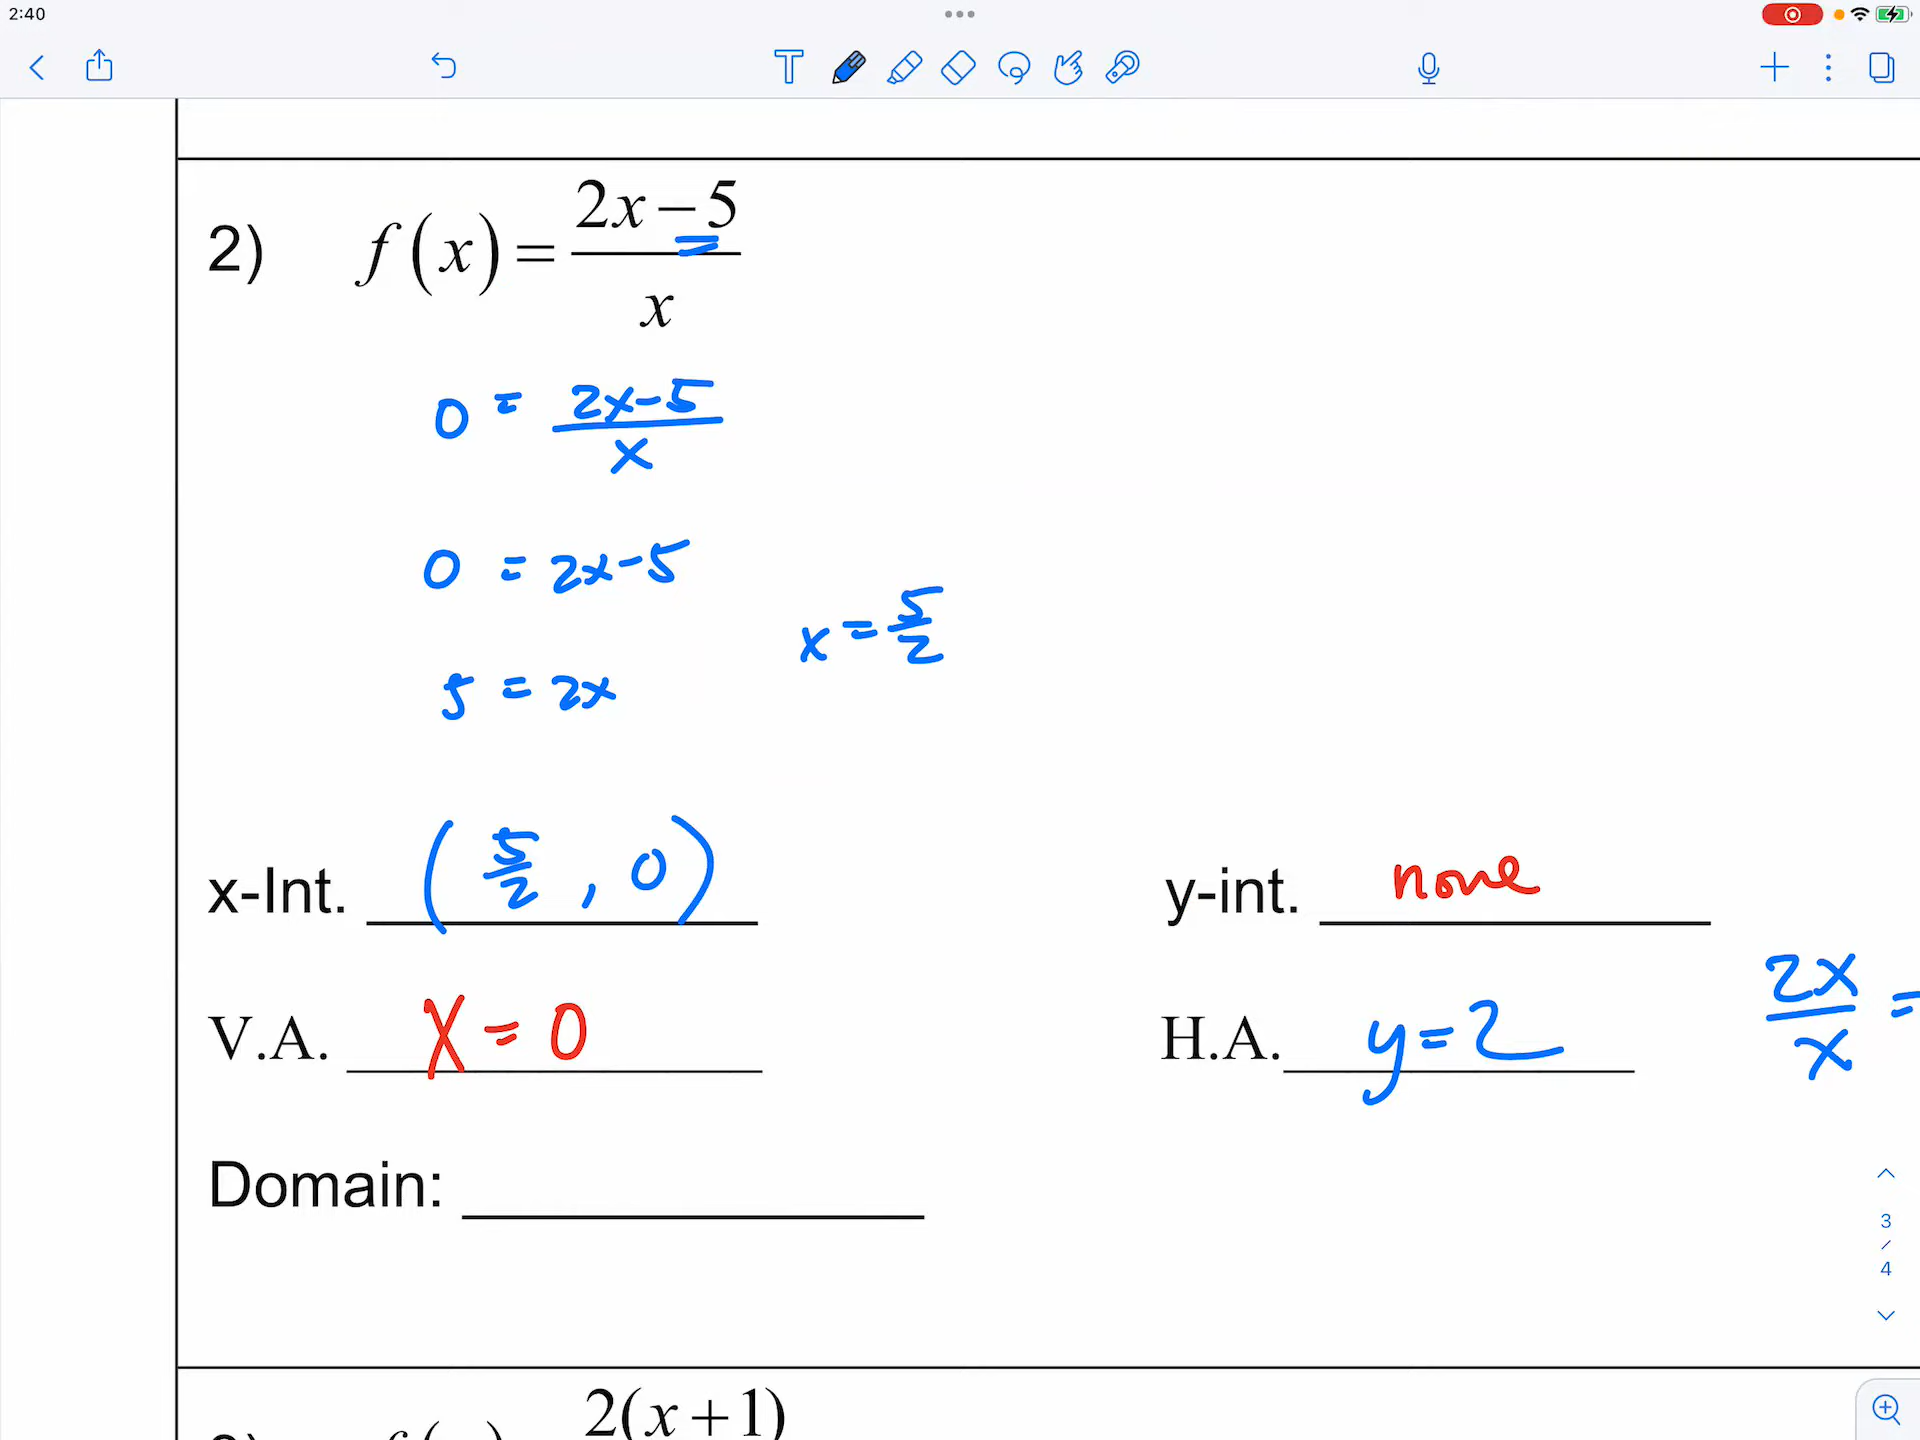 2:40
2) f(x) = (2x − 5)/x
0 = (2x-5)/x
0 = 2x-5
x = 5/2
5 = 2x
x-Int. (5/2, 0)
y-int. none
V.A. x = 0
H.A. y = 2
2x/x =
Domain:
3
/
4
2(x+1)